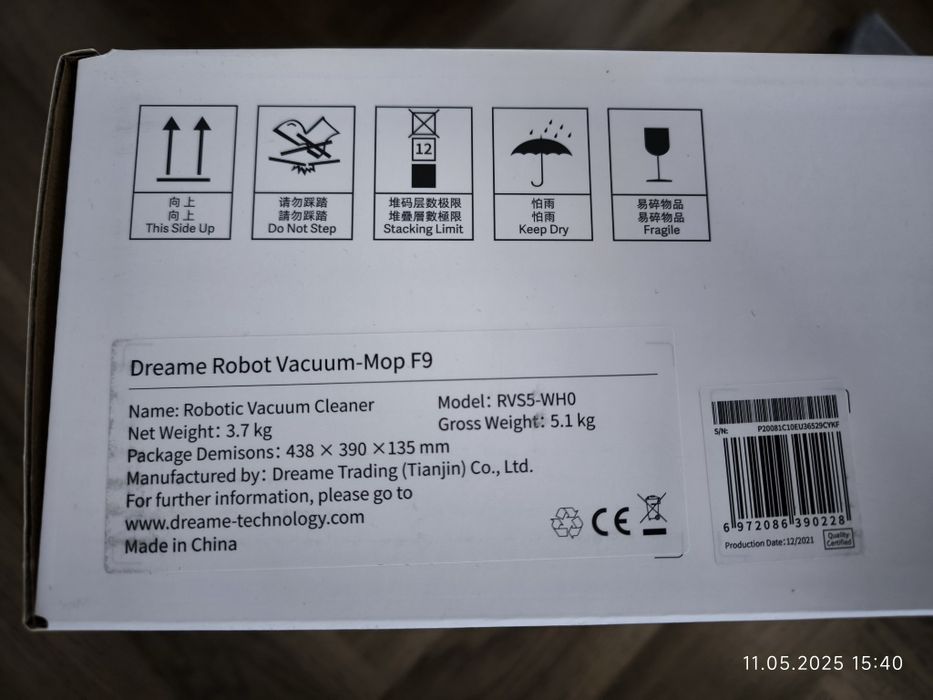 向上
向上
This Side Up
请勿踩踏
請勿踩踏
Do Not Step
12
堆码层数极限
堆疊層數極限
Stacking Limit
怕雨
怕雨
Keep Dry
易碎物品
易碎物品
Fragile
Dreame Robot Vacuum-Mop F9
Name: Robotic Vacuum Cleaner
Model: RVS5-WH0
Net Weight: 3.7 kg
Gross Weight: 5.1 kg
Package Demisons: 438 × 390 ×135 mm
Manufactured by: Dreame Trading (Tianjin) Co., Ltd.
For further information, please go to
www.dreame-technology.com
Made in China
CE
S/N: P20081C10EU36529CYKF
6 972086 390228
Production Date:12/2021
Quality
Certified
11.05.2025 15:40